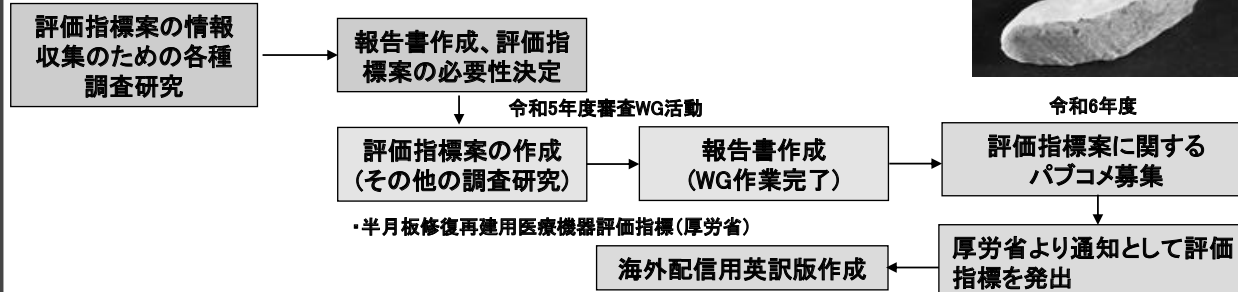 評価指標案の情報
収集のための各種
調査研究
報告書作成、評価指
標案の必要性決定
令和5年度審査WG活動
評価指標案の作成
(その他の調査研究)
報告書作成
(WG作業完了)
令和6年度
評価指標案に関する
パブコメ募集
・半月板修復再建用医療機器評価指標(厚労省)
厚労省より通知として評価
指標を発出
海外配信用英訳版作成